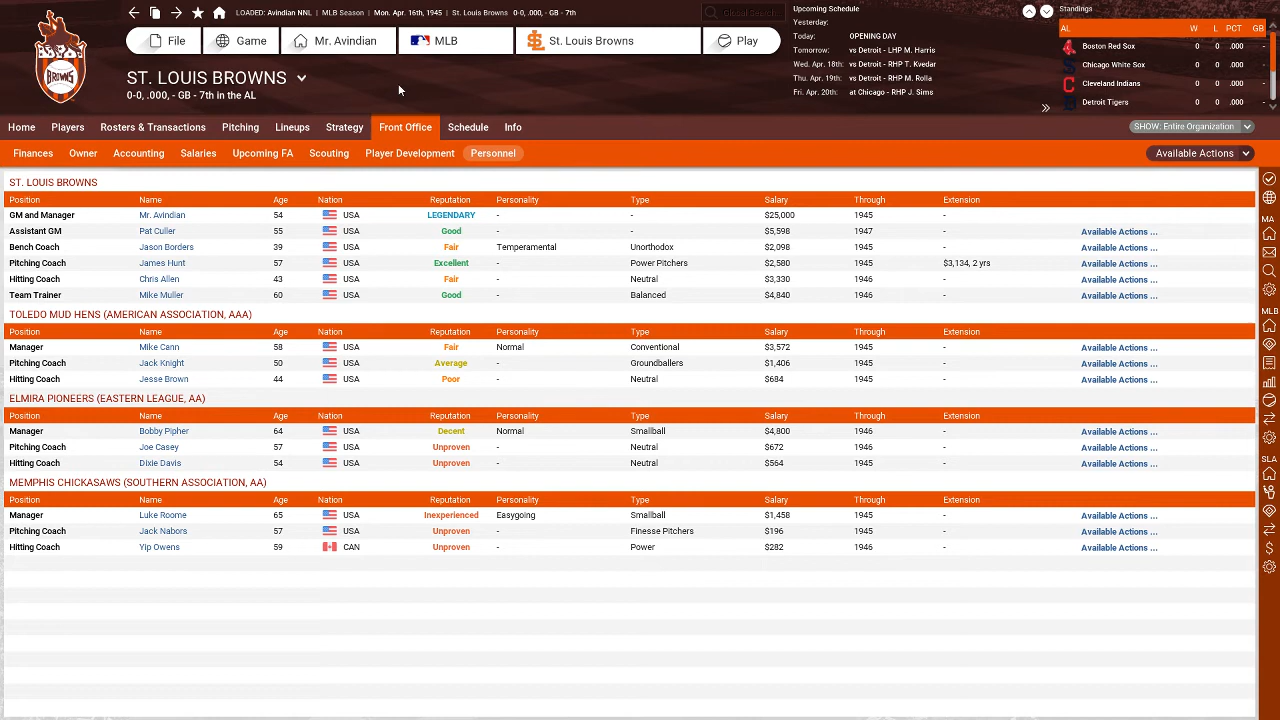 LOADED: Avindian NNL | MLB Season | Mon. Apr. 16th, 1945 | St. Louis Browns 0-0, .000, - GB - 7th
Global Search
File Game Mr. Avindian MLB St. Louis Browns Play
BROWNS
ST. LOUIS BROWNS
0-0, .000, - GB - 7th in the AL
Upcoming Schedule
Yesterday:
Today: OPENING DAY
Tomorrow: vs Detroit - LHP M. Harris
Wed. Apr. 18th: vs Detroit - RHP T. Kvedar
Thu. Apr. 19th: vs Detroit - RHP M. Rolla
Fri. Apr. 20th: at Chicago - RHP J. Sims
Standings
AL W L PCT GB
Boston Red Sox 0 0 .000 -
Chicago White Sox 0 0 .000 -
Cleveland Indians 0 0 .000 -
Detroit Tigers 0 0 .000 -
Home Players Rosters & Transactions Pitching Lineups Strategy Front Office Schedule Info
SHOW: Entire Organization
Finances Owner Accounting Salaries Upcoming FA Scouting Player Development Personnel
Available Actions
ST. LOUIS BROWNS
Position Name Age Nation Reputation Personality Type Salary Through Extension
GM and Manager Mr. Avindian 54 USA LEGENDARY - - $25,000 1945 -
Assistant GM Pat Culler 55 USA Good - - $5,598 1947 - Available Actions ...
Bench Coach Jason Borders 39 USA Fair Temperamental Unorthodox $2,098 1945 - Available Actions ...
Pitching Coach James Hunt 57 USA Excellent - Power Pitchers $2,580 1945 $3,134, 2 yrs Available Actions ...
Hitting Coach Chris Allen 43 USA Fair - Neutral $3,330 1946 - Available Actions ...
Team Trainer Mike Muller 60 USA Good - Balanced $4,840 1946 - Available Actions ...
TOLEDO MUD HENS (AMERICAN ASSOCIATION, AAA)
Position Name Age Nation Reputation Personality Type Salary Through Extension
Manager Mike Cann 58 USA Fair Normal Conventional $3,572 1945 - Available Actions ...
Pitching Coach Jack Knight 50 USA Average - Groundballers $1,406 1945 - Available Actions ...
Hitting Coach Jesse Brown 44 USA Poor - Neutral $684 1945 - Available Actions ...
ELMIRA PIONEERS (EASTERN LEAGUE, AA)
Position Name Age Nation Reputation Personality Type Salary Through Extension
Manager Bobby Pipher 64 USA Decent Normal Smallball $4,800 1946 - Available Actions ...
Pitching Coach Joe Casey 57 USA Unproven - Neutral $672 1946 - Available Actions ...
Hitting Coach Dixie Davis 54 USA Unproven - Neutral $564 1945 - Available Actions ...
MEMPHIS CHICKASAWS (SOUTHERN ASSOCIATION, AA)
Position Name Age Nation Reputation Personality Type Salary Through Extension
Manager Luke Roome 65 USA Inexperienced Easygoing Smallball $1,458 1946 - Available Actions ...
Pitching Coach Jack Nabors 57 USA Unproven - Finesse Pitchers $196 1945 - Available Actions ...
Hitting Coach Yip Owens 59 CAN Unproven - Power $282 1946 - Available Actions ...
MA
MLB
SLA